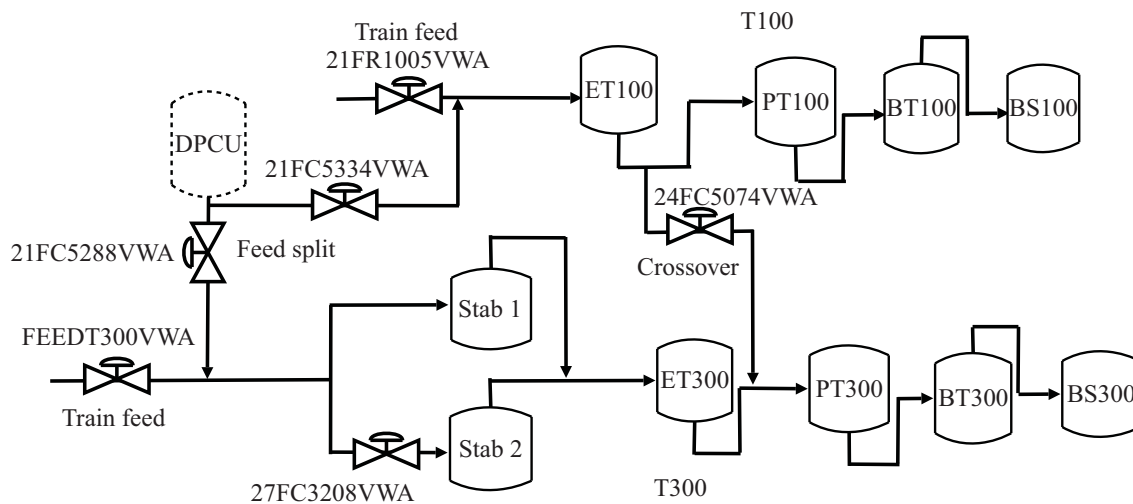 T100
Train feed
21FR1005VWA
ET100
PT100
BT100
BS100
DPCU
21FC5334VWA
24FC5074VWA
21FC5288VWA
Feed split
Crossover
Stab 1
FEEDT300VWA
ET300
PT300
BT300
BS300
Train feed
Stab 2
27FC3208VWA
T300